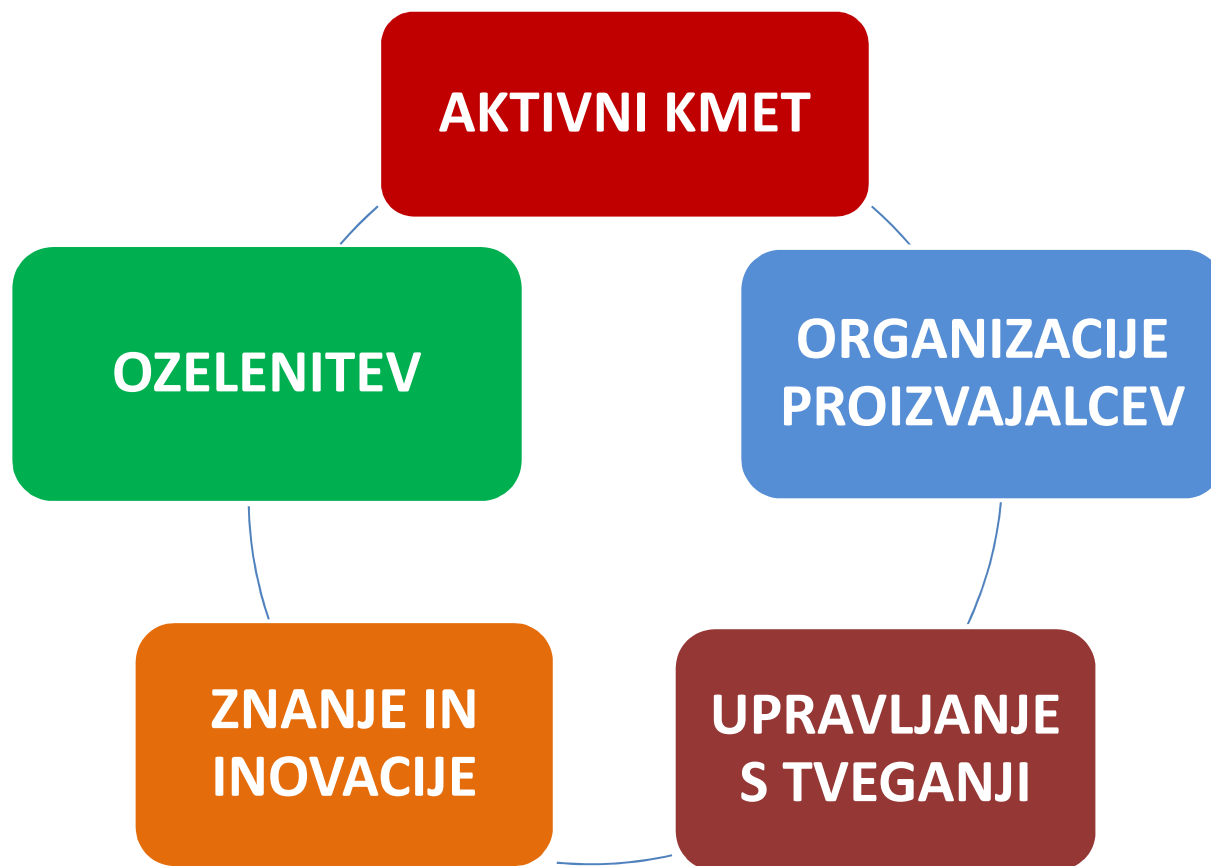 AKTIVNI KMET
OZELENITEV
ORGANIZACIJE
PROIZVAJALCEV
ZNANJE IN
INOVACIJE
UPRAVLJANJE
S TVEGANJI